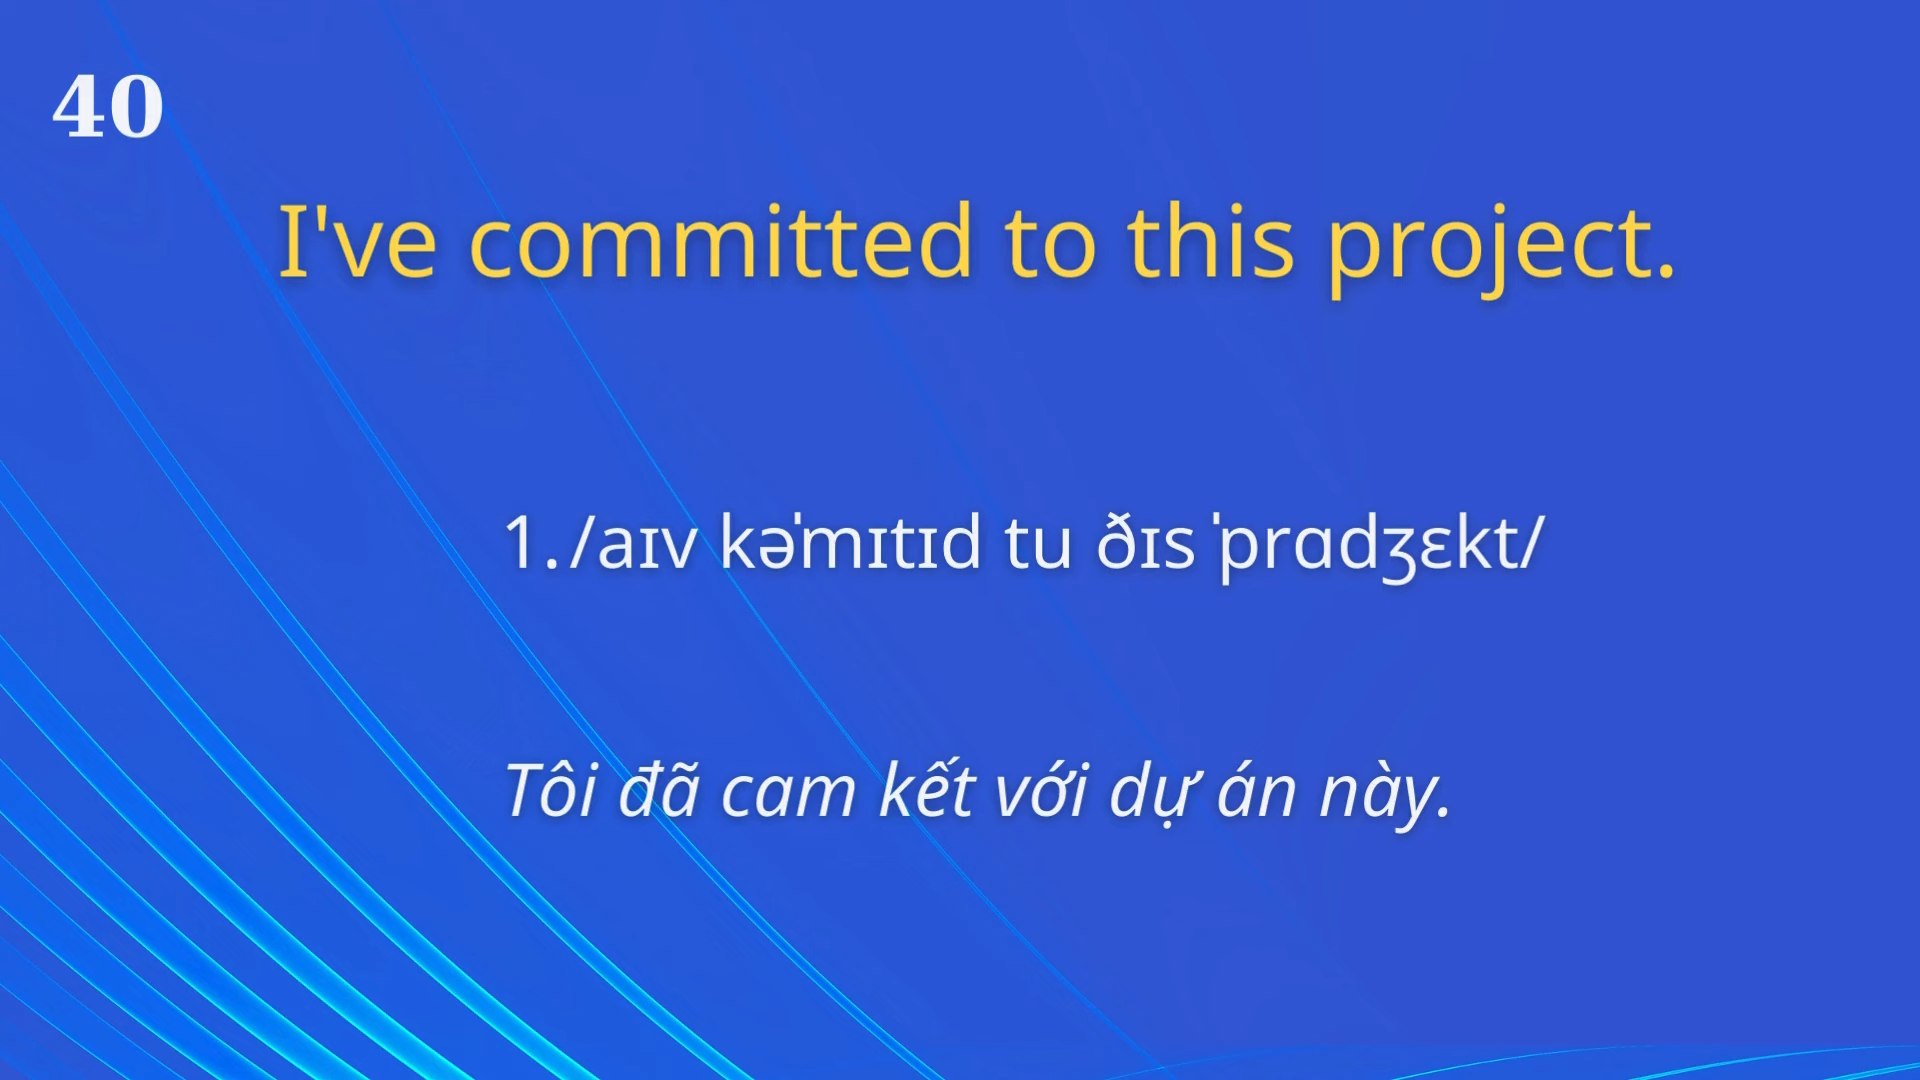 40
I've committed to this project.
1. /aɪv kəˈmɪtɪd tu ðɪs ˈprɑdʒɛkt/
Tôi đã cam kết với dự án này.